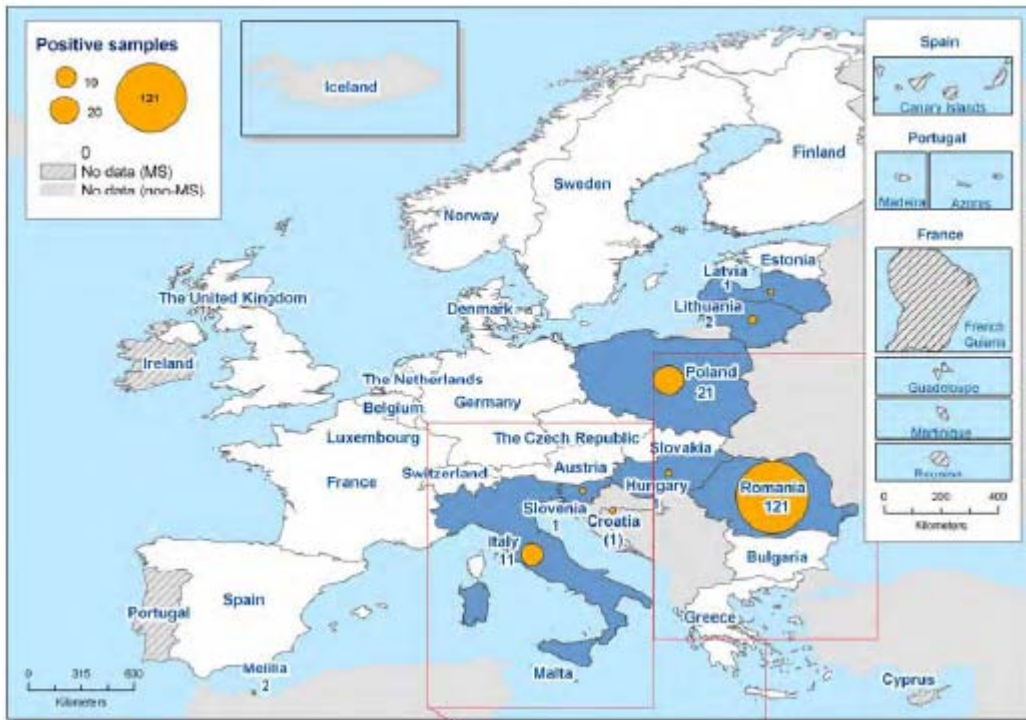 Positive samples
10
20
121
0
No data (MS)
No data (non-MS)
Iceland
Finland
Sweden
Norway
Estonia
Latvia
1
Lithuania
2
The United Kingdom
Denmark
Ireland
Poland
21
The Netherlands
Germany
Belgium
Luxembourg
The Czech Republic
Slovakia
Switzerland
Austria
France
Hungary
Romania
121
Slovenia
1
Croatia
(1)
Italy
11
Bulgaria
Portugal
Spain
Greece
Melilla
2
Malta
Cyprus
0 315 630
Kilometers
Spain
Canary Islands
Portugal
Madeira
Azores
France
French
Guiana
Guadeloupe
Martinique
Reunion
0 200 400
Kilometers